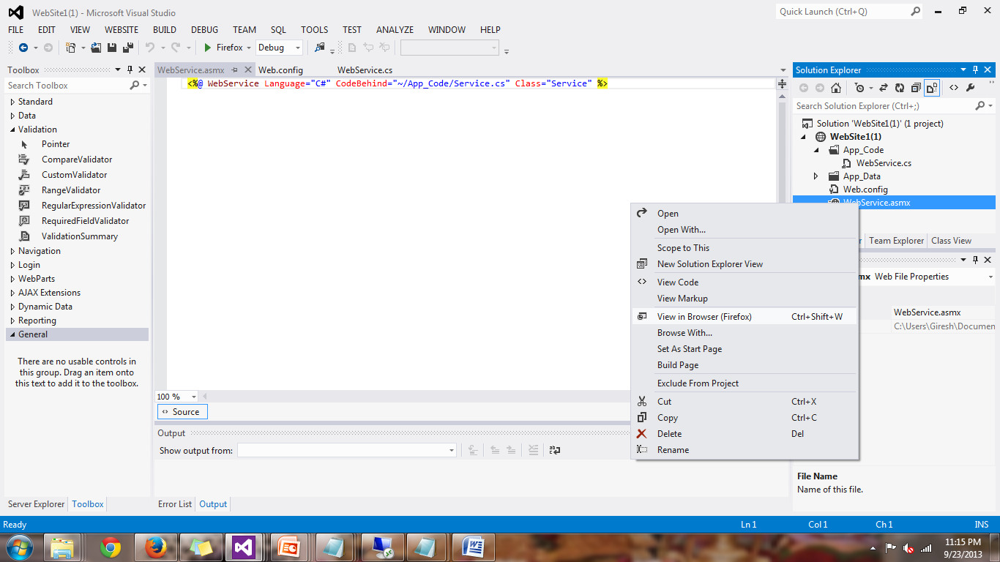 WebSite1(1) - Microsoft Visual Studio
Quick Launch (Ctrl+Q)
FILE EDIT VIEW WEBSITE BUILD DEBUG TEAM SQL TOOLS TEST ANALYZE WINDOW HELP
Firefox Debug
Toolbox
Search Toolbox
Standard
Data
Validation
Pointer
CompareValidator
CustomValidator
RangeValidator
RegularExpressionValidator
RequiredFieldValidator
ValidationSummary
Navigation
Login
WebParts
AJAX Extensions
Dynamic Data
Reporting
General
There are no usable controls in
this group. Drag an item onto
this text to add it to the toolbox.
Server Explorer Toolbox
WebService.asmx Web.config WebService.cs
<%@ WebService Language="C#" CodeBehind="~/App_Code/Service.cs" Class="Service" %>
100 %
Source
Output
Show output from:
Error List Output
Open
Open With...
Scope to This
New Solution Explorer View
View Code
View Markup
View in Browser (Firefox) Ctrl+Shift+W
Browse With...
Set As Start Page
Build Page
Exclude From Project
Cut Ctrl+X
Copy Ctrl+C
Delete Del
Rename
Solution Explorer
Search Solution Explorer (Ctrl+;)
Solution 'WebSite1(1)' (1 project)
WebSite1(1)
App_Code
WebService.cs
App_Data
Web.config
WebService.asmx
Team Explorer Class View
Web File Properties
WebService.asmx
C:\Users\Giresh\Documen
File Name
Name of this file.
Ready Ln 1 Col 1 Ch 1 INS
11:15 PM
9/23/2013